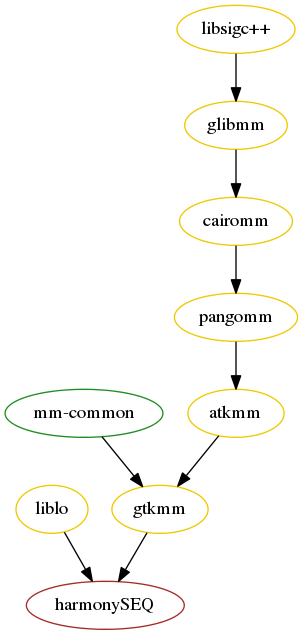 libsigc++
glibmm
cairomm
pangomm
mm-common
atkmm
liblo
gtkmm
harmonySEQ